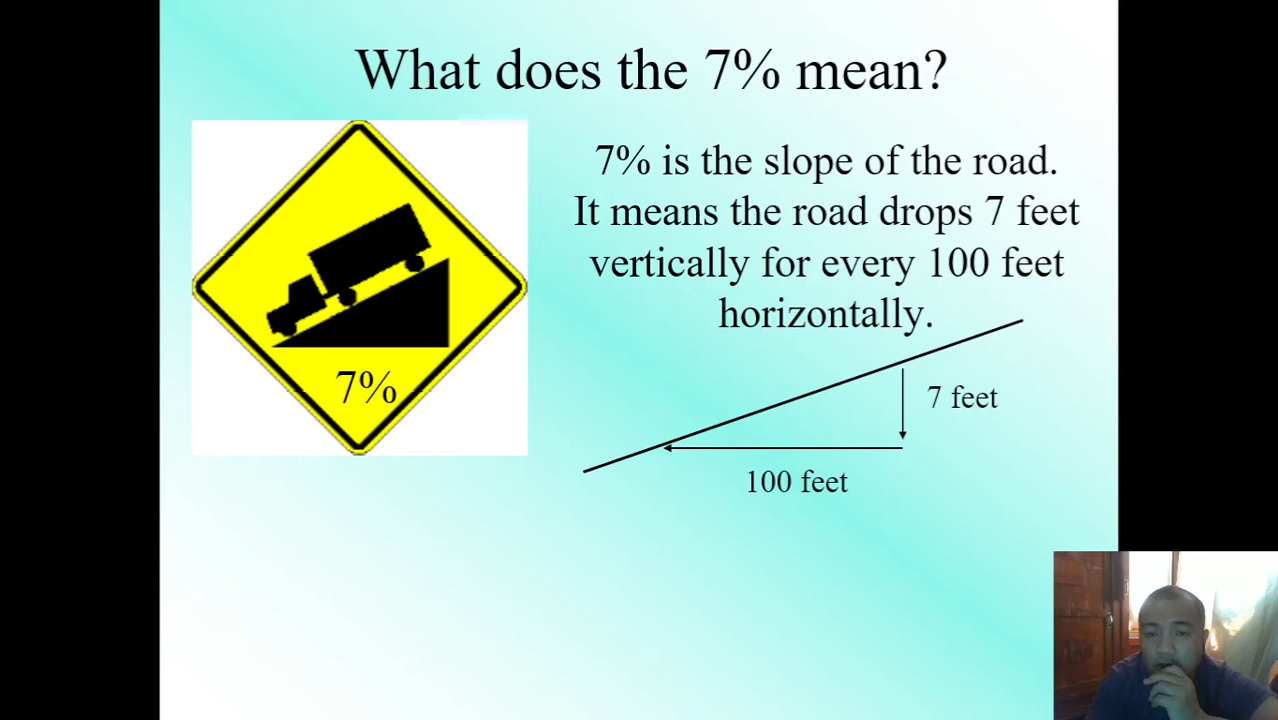 What does the 7% mean?
7% is the slope of the road.
It means the road drops 7 feet
vertically for every 100 feet
horizontally.
7%
7 feet
100 feet